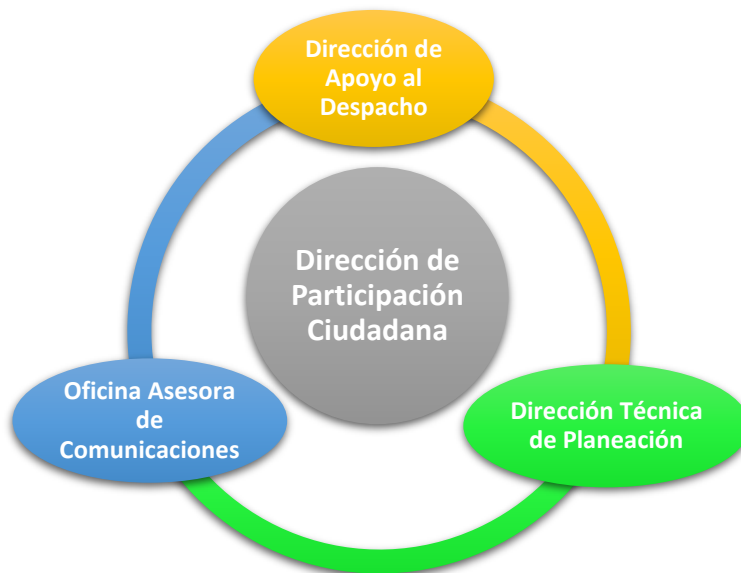 Dirección de
Apoyo al
Despacho
Dirección de
Participación
Ciudadana
Oficina Asesora
de
Comunicaciones
Dirección Técnica
de Planeación